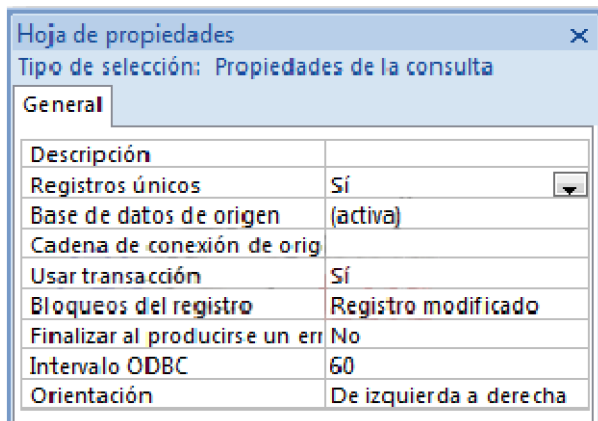 Hoja de propiedades
Tipo de selección: Propiedades de la consulta
General
Descripción
Registros únicos Sí
Base de datos de origen (activa)
Cadena de conexión de orig
Usar transacción Sí
Bloqueos del registro Registro modificado
Finalizar al producirse un err No
Intervalo ODBC 60
Orientación De izquierda a derecha